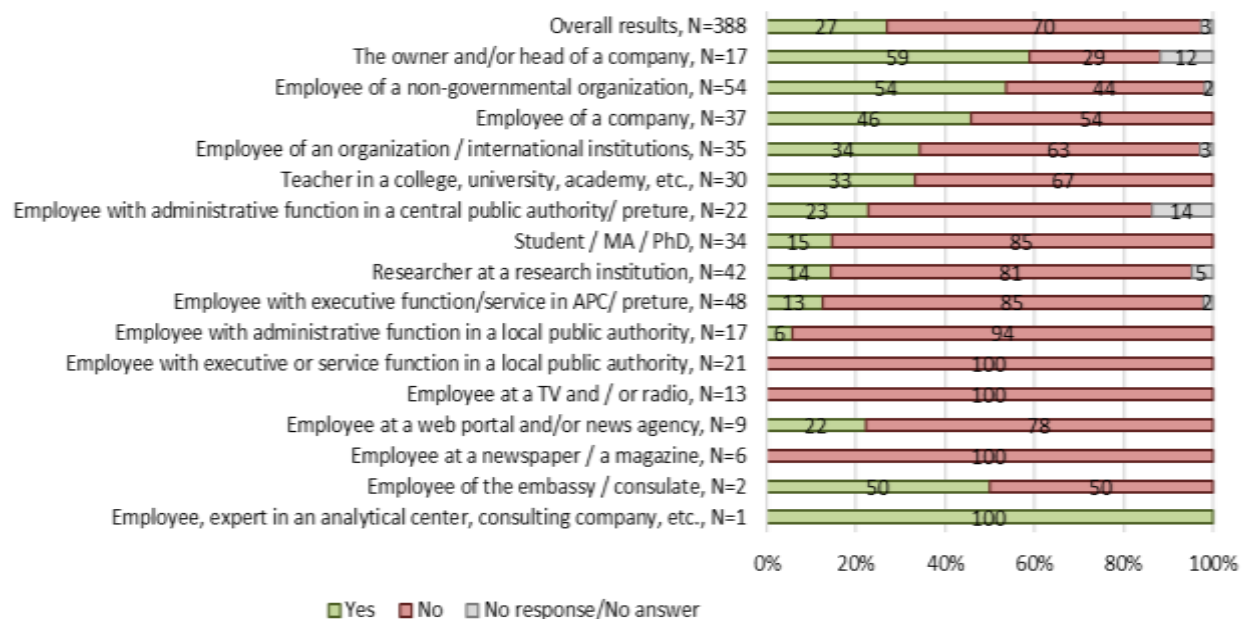 Overall results, N=388 27 70 3
The owner and/or head of a company, N=17 59 29 12
Employee of a non-governmental organization, N=54 54 44 2
Employee of a company, N=37 46 54
Employee of an organization / international institutions, N=35 34 63 3
Teacher in a college, university, academy, etc., N=30 33 67
Employee with administrative function in a central public authority/ preture, N=22 23 14
Student / MA / PhD, N=34 15 85
Researcher at a research institution, N=42 14 81 5
Employee with executive function/service in APC/ preture, N=48 13 85 2
Employee with administrative function in a local public authority, N=17 6 94
Employee with executive or service function in a local public authority, N=21 100
Employee at a TV and / or radio, N=13 100
Employee at a web portal and/or news agency, N=9 22 78
Employee at a newspaper / a magazine, N=6 100
Employee of the embassy / consulate, N=2 50 50
Employee, expert in an analytical center, consulting company, etc., N=1 100
0% 20% 40% 60% 80% 100%
Yes No No response/No answer